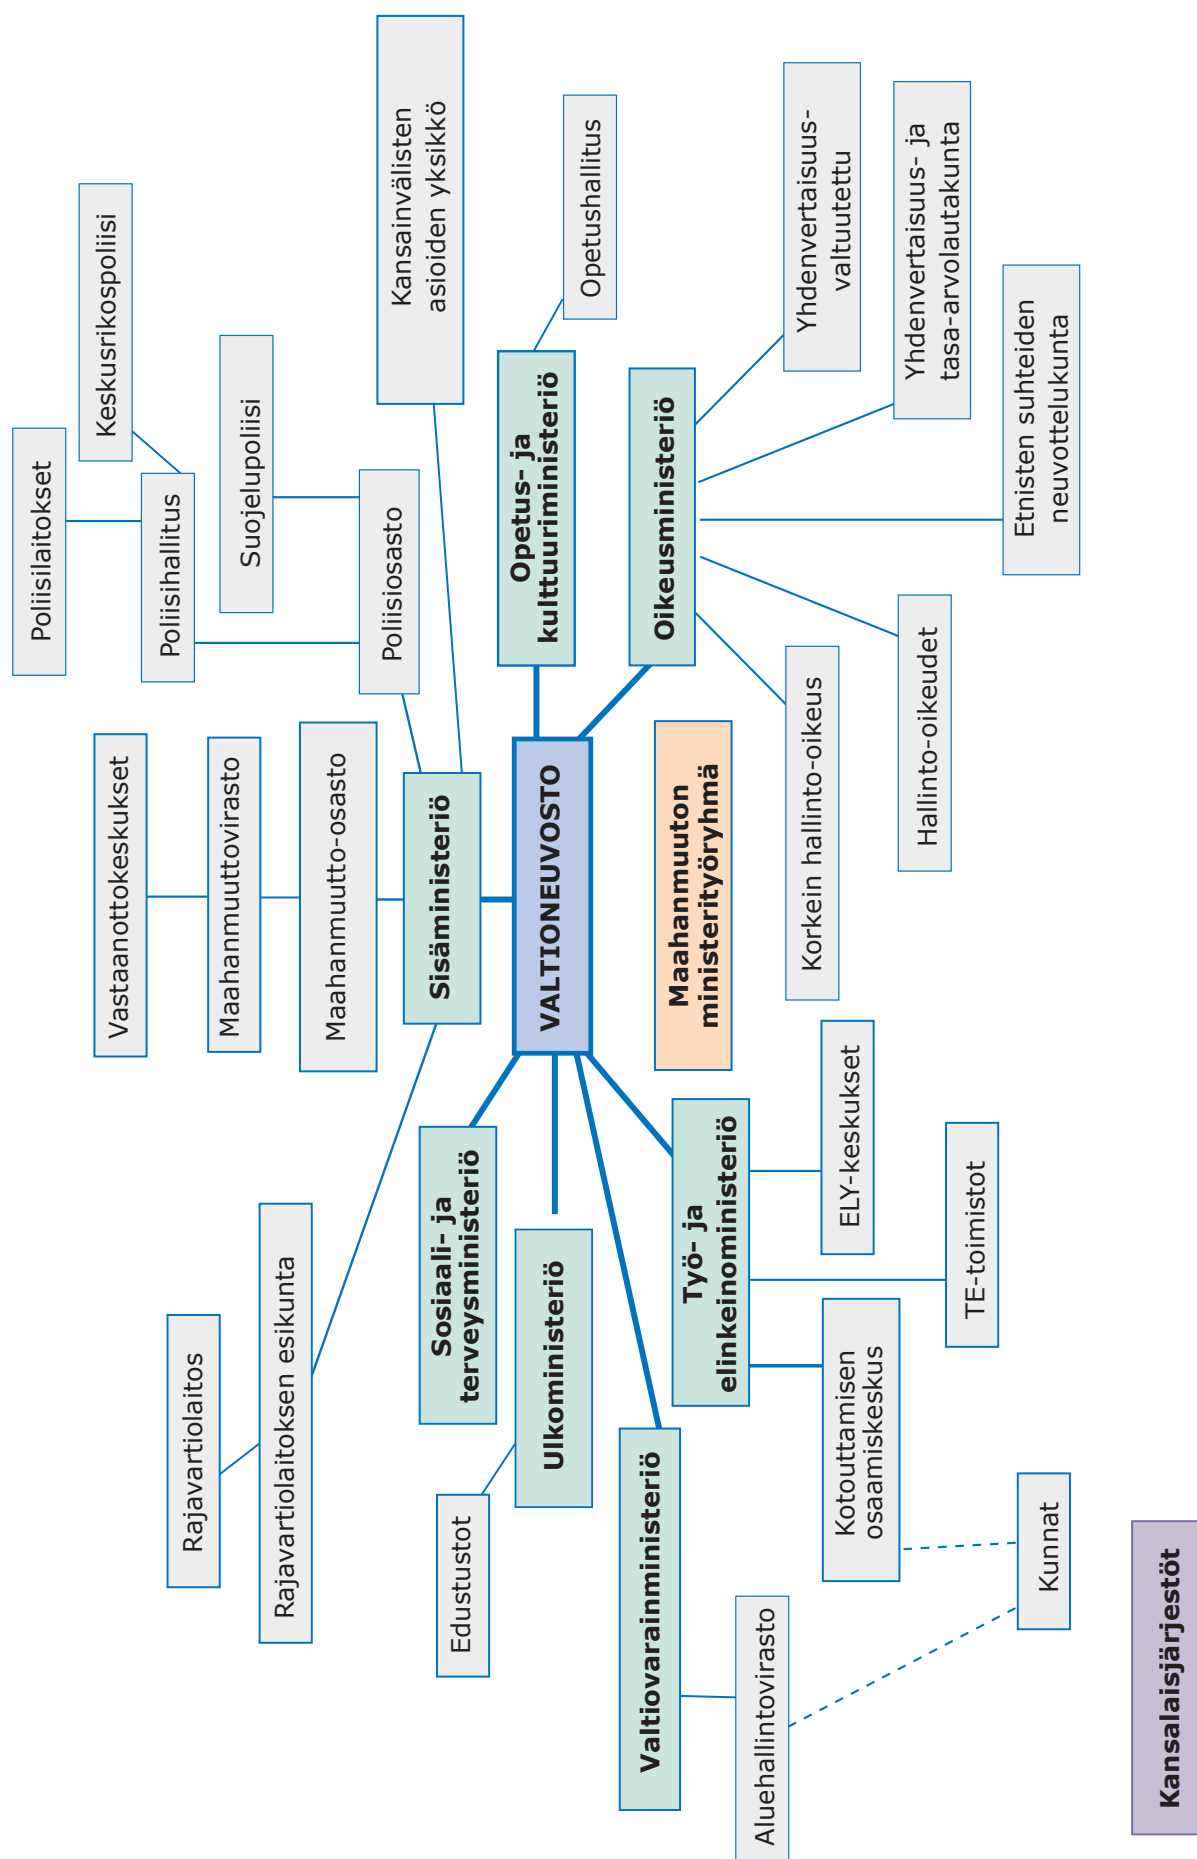 Poliisilaitokset
Keskusrikospoliisi
Poliisihallitus
Suojelupoliisi
Poliisiosasto
Kansainvälisten
asioiden yksikkö
Vastaanottokeskukset
Maahanmuuttovirasto
Maahanmuutto-osasto
Sisäministeriö
Rajavartiolaitos
Rajavartiolaitoksen esikunta
Opetushallitus
Opetus- ja
kulttuuriministeriö
VALTIONEUVOSTO
Sosiaali- ja
terveysministeriö
Edustustot
Ulkoministeriö
Oikeusministeriö
Yhdenvertaisuus-
valtuutettu
Yhdenvertaisuus- ja
tasa-arvolautakunta
Etnisten suhteiden
neuvottelukunta
Hallinto-oikeudet
Korkein hallinto-oikeus
Maahanmuuton
ministerityöryhmä
Työ- ja
elinkeinoministeriö
ELY-keskukset
TE-toimistot
Kotouttamisen
osaamiskeskus
Valtiovarainministeriö
Aluehallintovirasto
Kunnat
Kansalaisjärjestöt